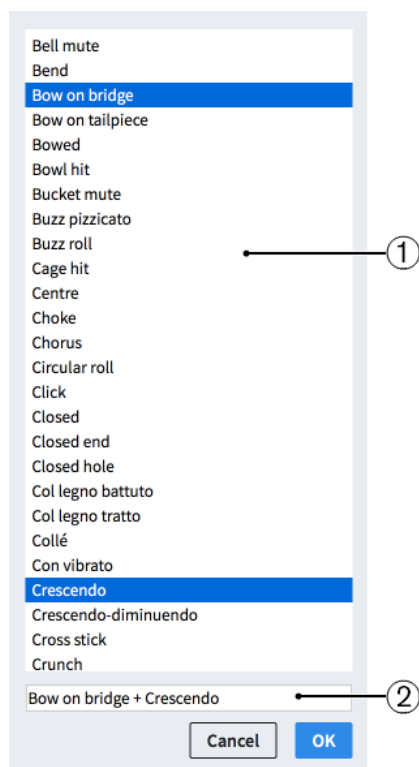 Bell mute
Bend
Bow on bridge
Bow on tailpiece
Bowed
Bowl hit
Bucket mute
Buzz pizzicato
Buzz roll
Cage hit
Centre
Choke
Chorus
Circular roll
Click
Closed
Closed end
Closed hole
Col legno battuto
Col legno tratto
Collé
Con vibrato
Crescendo
Crescendo-diminuendo
Cross stick
Crunch
Bow on bridge + Crescendo
Cancel OK
1
2